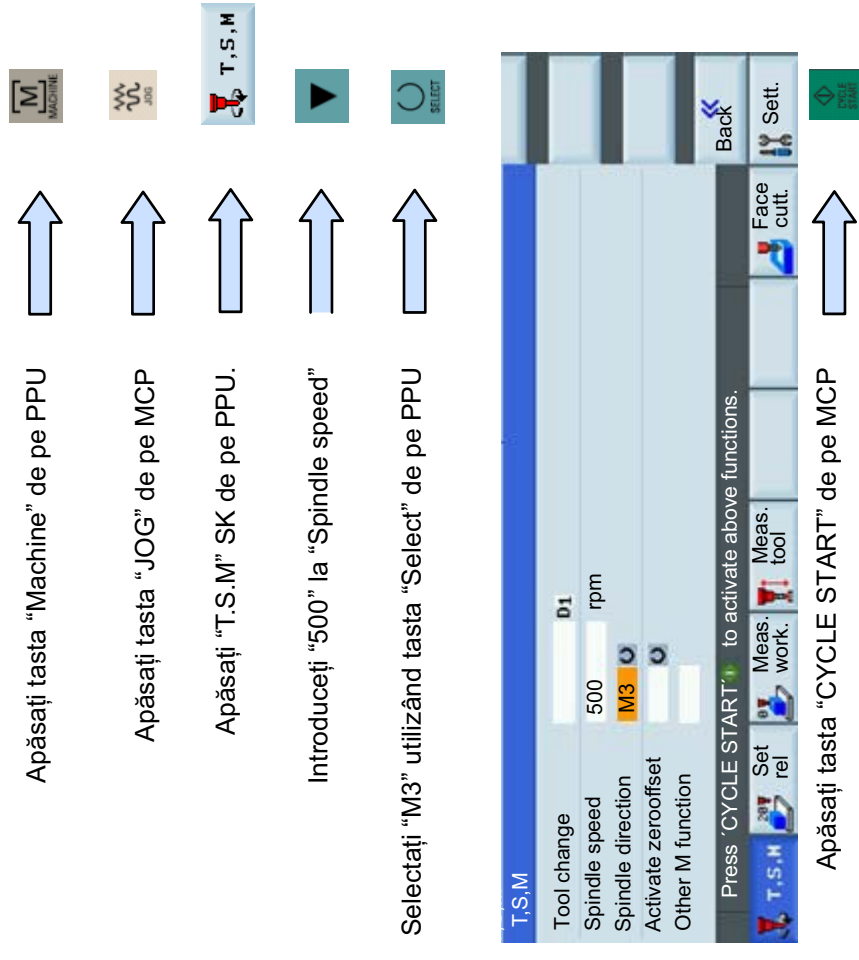 Apăsați tasta “Machine” de pe PPU
[M] MACHINE
Apăsați tasta “JOG” de pe MCP
JOG
Apăsați “T.S.M” SK de pe PPU.
T,S,M
Introduceți “500” la “Spindle speed”
Selectați “M3” utilizând tasta “Select” de pe PPU
SELECT
T,S,M
Tool change D1
Spindle speed 500 rpm
Spindle direction M3
Activate zerooffset
Other M function
Press ´CYCLE START´ to activate above functions.
Back
T,S,M
Set rel
Meas. work.
Meas. tool
Face cutt.
Sett.
Apăsați tasta “CYCLE START” de pe MCP
CYCLE START